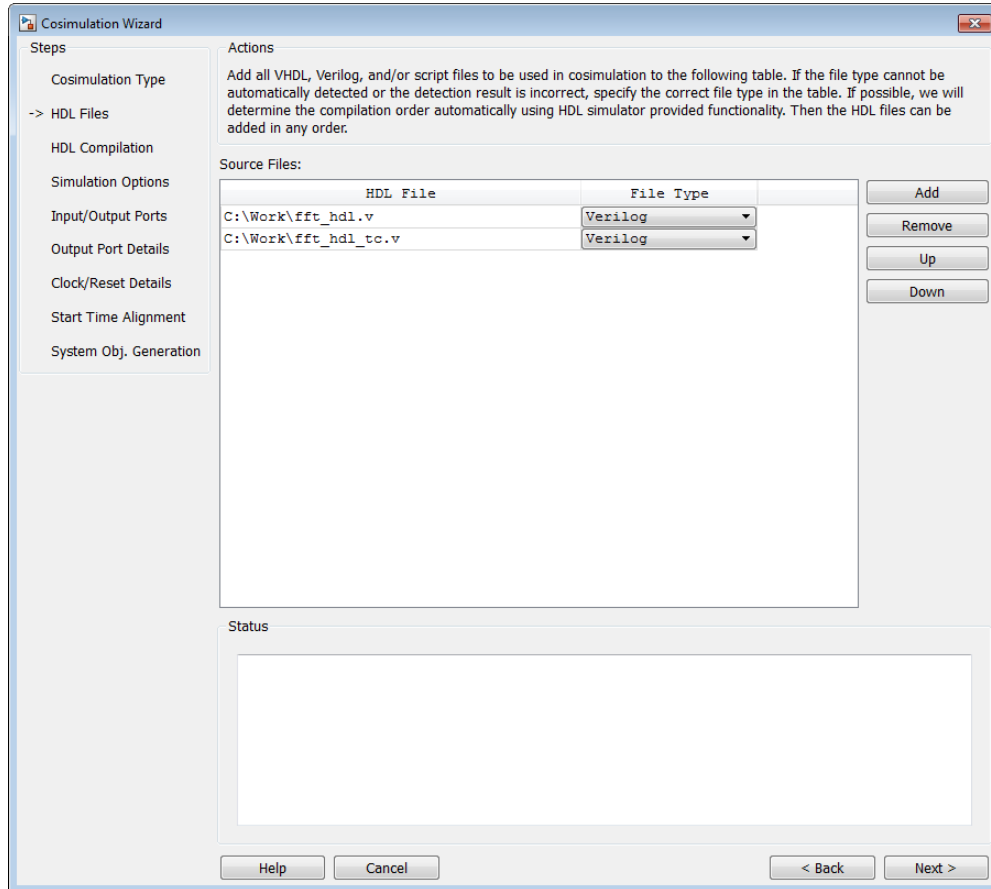 Cosimulation Wizard
Steps
Cosimulation Type
-> HDL Files
HDL Compilation
Simulation Options
Input/Output Ports
Output Port Details
Clock/Reset Details
Start Time Alignment
System Obj. Generation
Actions
Add all VHDL, Verilog, and/or script files to be used in cosimulation to the following table. If the file type cannot be
automatically detected or the detection result is incorrect, specify the correct file type in the table. If possible, we will
determine the compilation order automatically using HDL simulator provided functionality. Then the HDL files can be
added in any order.
Source Files:
HDL File File Type
C:\Work\fft_hdl.v Verilog
C:\Work\fft_hdl_tc.v Verilog
Add
Remove
Up
Down
Status
Help Cancel < Back Next >